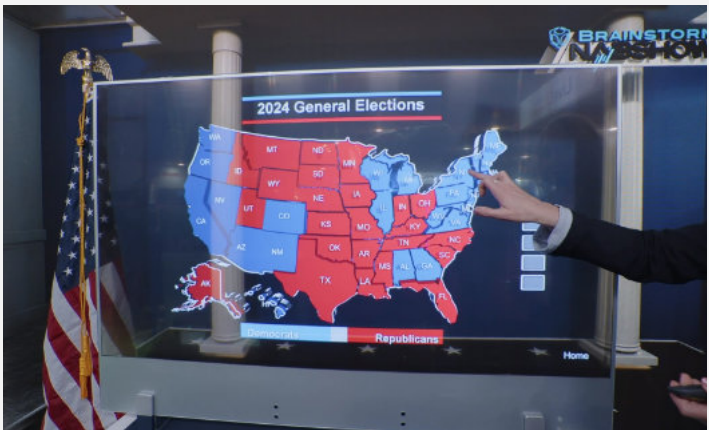 BRAINSTORM
NABSHOW
2024 General Elections
WA
MT
ND
MN
ME
OR
ID
SD
WI
WY
IA
NE
PA
NV
UT
CO
IL
IN
OH
CA
KS
MO
KY
VA
AZ
NM
OK
AR
TN
NC
SC
MS
AL
GA
TX
LA
AK
FL
Democrats
Republicans
Home